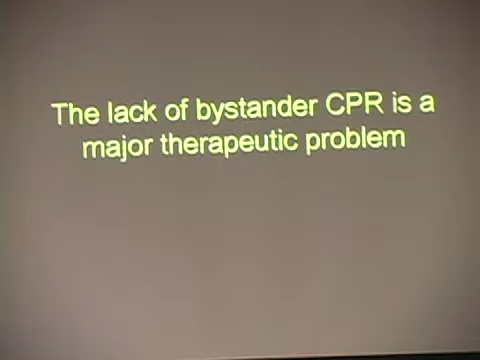 The lack of bystander CPR is a
major therapeutic problem